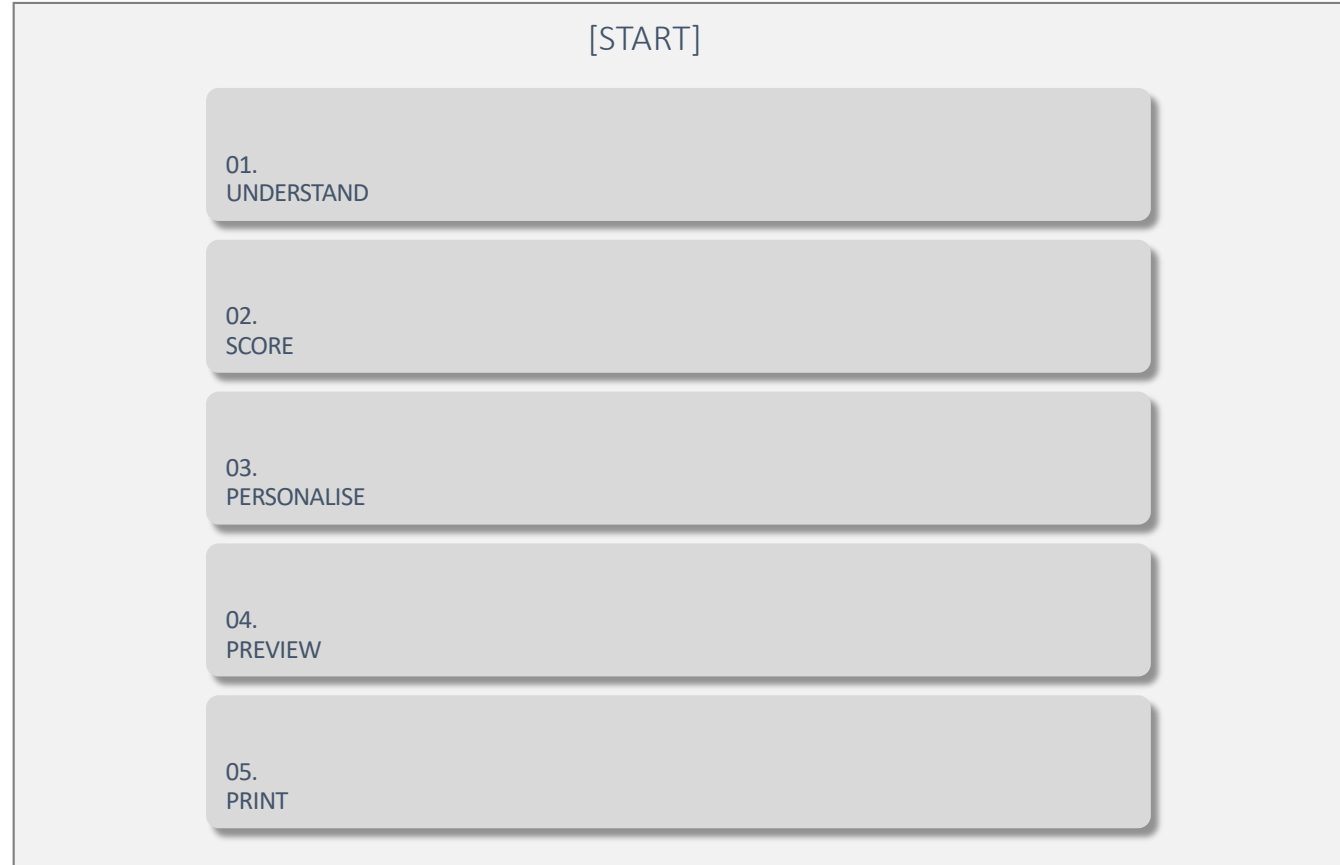 [START]
01.
UNDERSTAND
02.
SCORE
03.
PERSONALISE
04.
PREVIEW
05.
PRINT